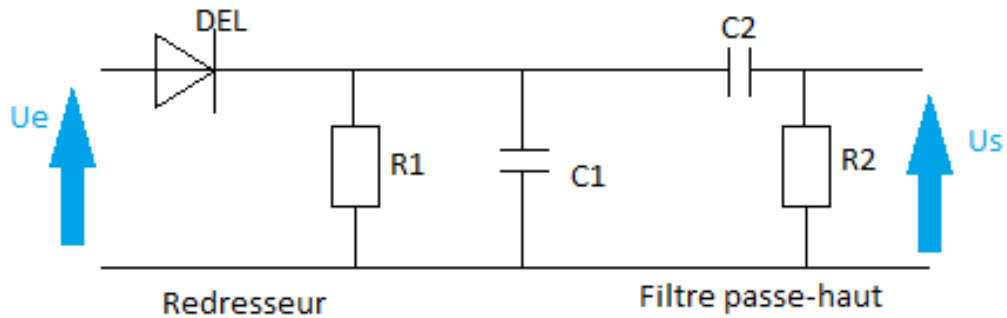 DEL
C2
Ue
R1
C1
R2
Us
Redresseur
Filtre passe-haut